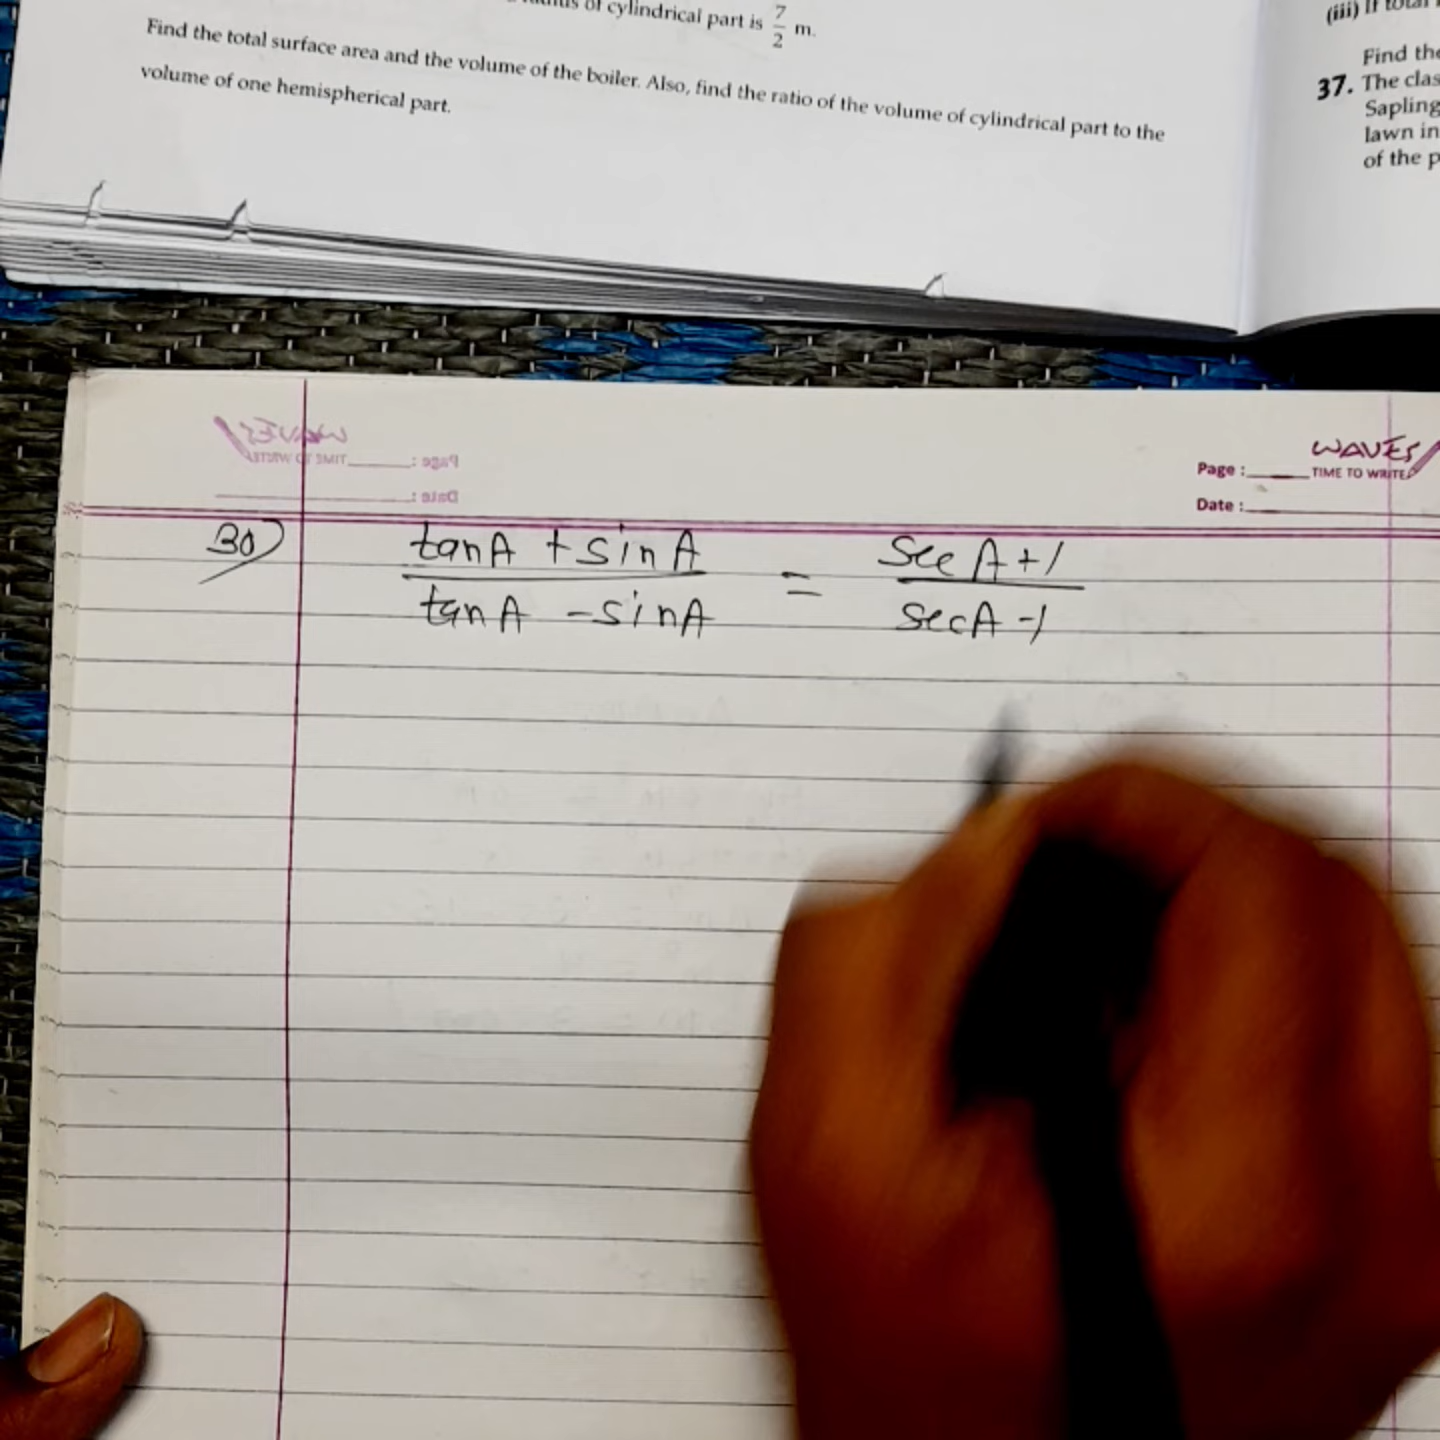 of cylindrical part is 7/2 m.
Find the total surface area and the volume of the boiler. Also, find the ratio of the volume of cylindrical part to the
volume of one hemispherical part.
(iii) If total
Find the
37. The clas
Sapling
lawn in
of the p
WAVES
Page : TIME TO WRITE
Date :
30) tanA + sinA / tanA - sinA = secA + 1 / secA - 1